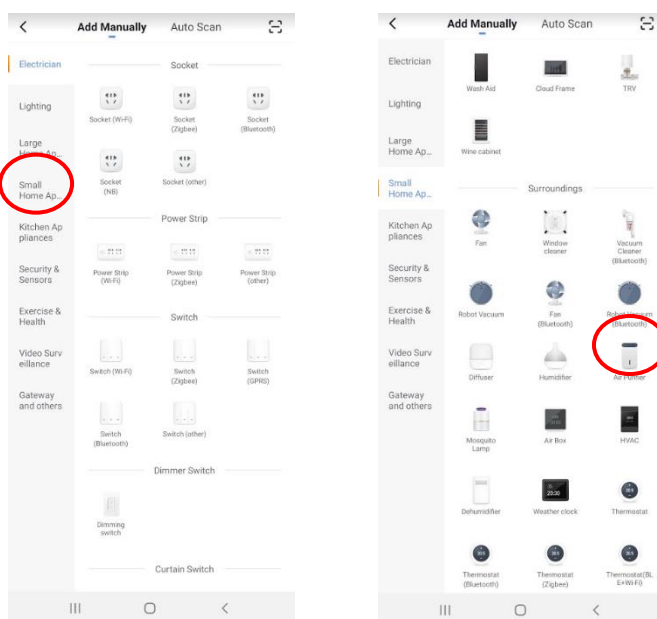 Add Manually Auto Scan
Electrician
Lighting
Large
Home Ap...
Small
Home Ap...
Kitchen Ap
pliances
Security &
Sensors
Exercise &
Health
Video Surv
eillance
Gateway
and others
Socket
Socket (Wi-Fi)
Socket
(Zigbee)
Socket
(Bluetooth)
Socket
(NB)
Socket (other)
Power Strip
Power Strip
(Wi-Fi)
Power Strip
(Zigbee)
Power Strip
(other)
Switch
Switch (Wi-Fi)
Switch
(Zigbee)
Switch
(GPRS)
Switch
(Bluetooth)
Switch (other)
Dimmer Switch
Dimming
switch
Curtain Switch
Add Manually Auto Scan
Electrician
Lighting
Large
Home Ap...
Small
Home Ap...
Kitchen Ap
pliances
Security &
Sensors
Exercise &
Health
Video Surv
eillance
Gateway
and others
Wash Aid
Cloud Frame
TRV
Wine cabinet
Surroundings
Fan
Window
cleaner
Vacuum
Cleaner
(Bluetooth)
Robot Vacuum
Fan
(Bluetooth)
Robot Vacuum
(Bluetooth)
Diffuser
Humidifier
Air Purifier
Mosquito
Lamp
Air Box
HVAC
Dehumidifier
Weather clock
Thermostat
Thermostat
(Bluetooth)
Thermostat
(Zigbee)
Thermostat(BL
E+Wi-Fi)